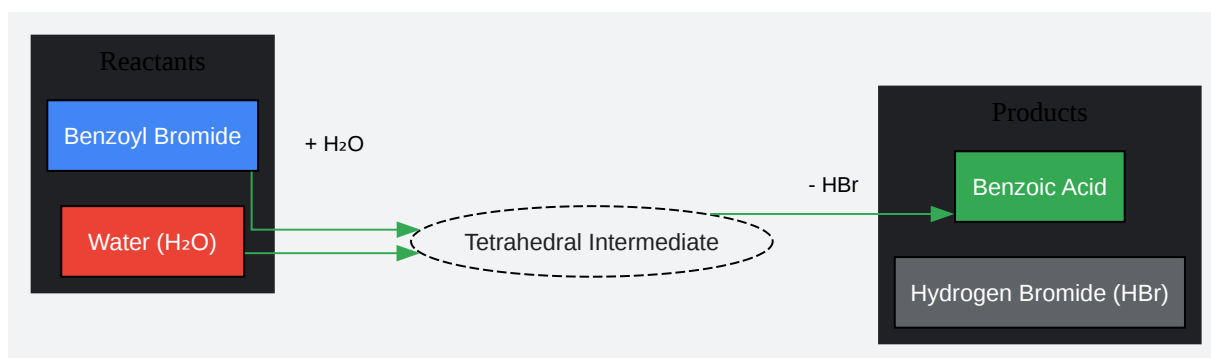 Reactants
Benzoyl Bromide
Water (H₂O)
+ H₂O
Tetrahedral Intermediate
- HBr
Products
Benzoic Acid
Hydrogen Bromide (HBr)